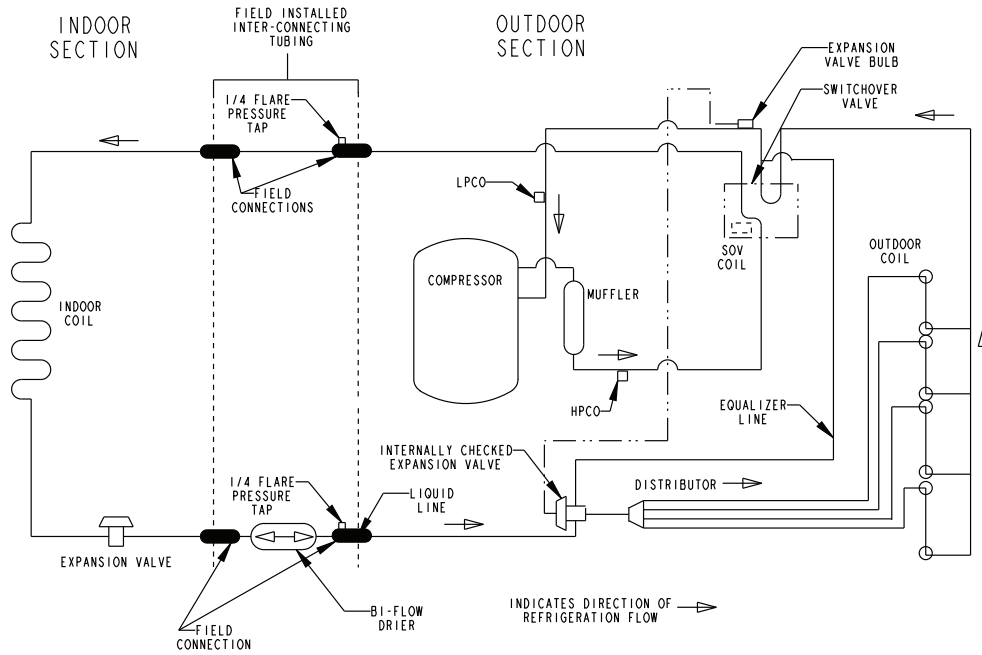 INDOOR
SECTION
FIELD INSTALLED
INTER-CONNECTING
TUBING
OUTDOOR
SECTION
EXPANSION
VALVE BULB
SWITCHOVER
VALVE
1/4 FLARE
PRESSURE
TAP
FIELD
CONNECTIONS
LPCO
SOV
COIL
OUTDOOR
COIL
COMPRESSOR
MUFFLER
INDOOR
COIL
HPCO
EQUALIZER
LINE
INTERNALLY CHECKED
EXPANSION VALVE
1/4 FLARE
PRESSURE
TAP
LIQUID
LINE
DISTRIBUTOR
EXPANSION VALVE
BI-FLOW
DRIER
FIELD
CONNECTION
INDICATES DIRECTION OF
REFRIGERATION FLOW